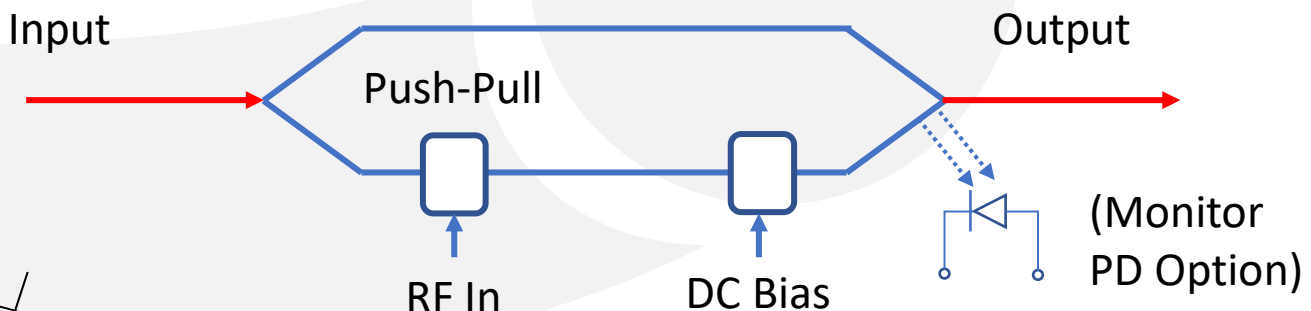 Input
Output
Push-Pull
RF In
DC Bias
(Monitor
PD Option)